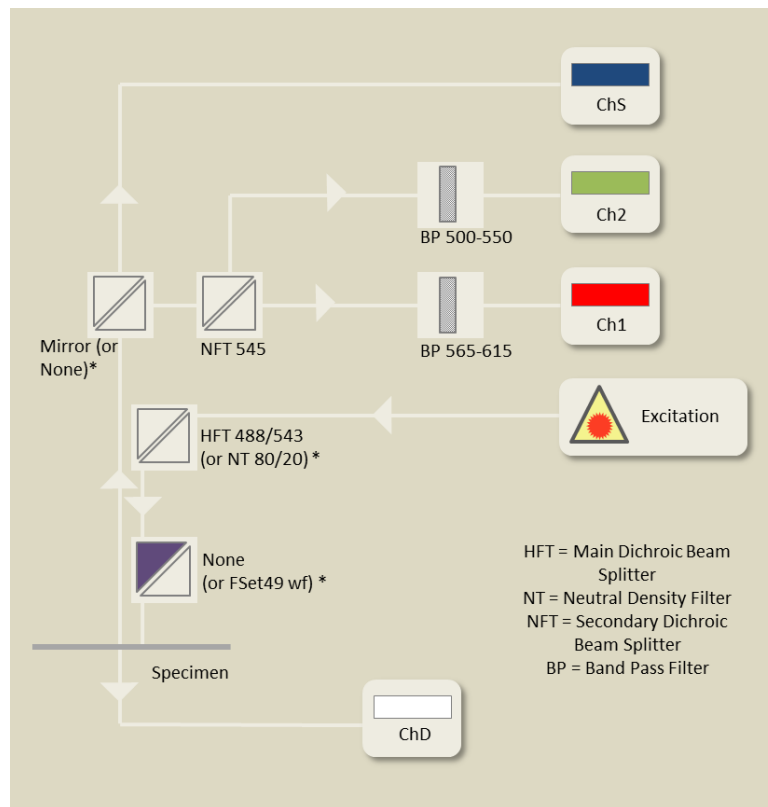 ChS
Ch2
BP 500-550
Mirror (or
None)*
NFT 545
BP 565-615
Ch1
HFT 488/543
(or NT 80/20) *
Excitation
None
(or FSet49 wf) *
HFT = Main Dichroic Beam
Splitter
NT = Neutral Density Filter
NFT = Secondary Dichroic
Beam Splitter
BP = Band Pass Filter
Specimen
ChD